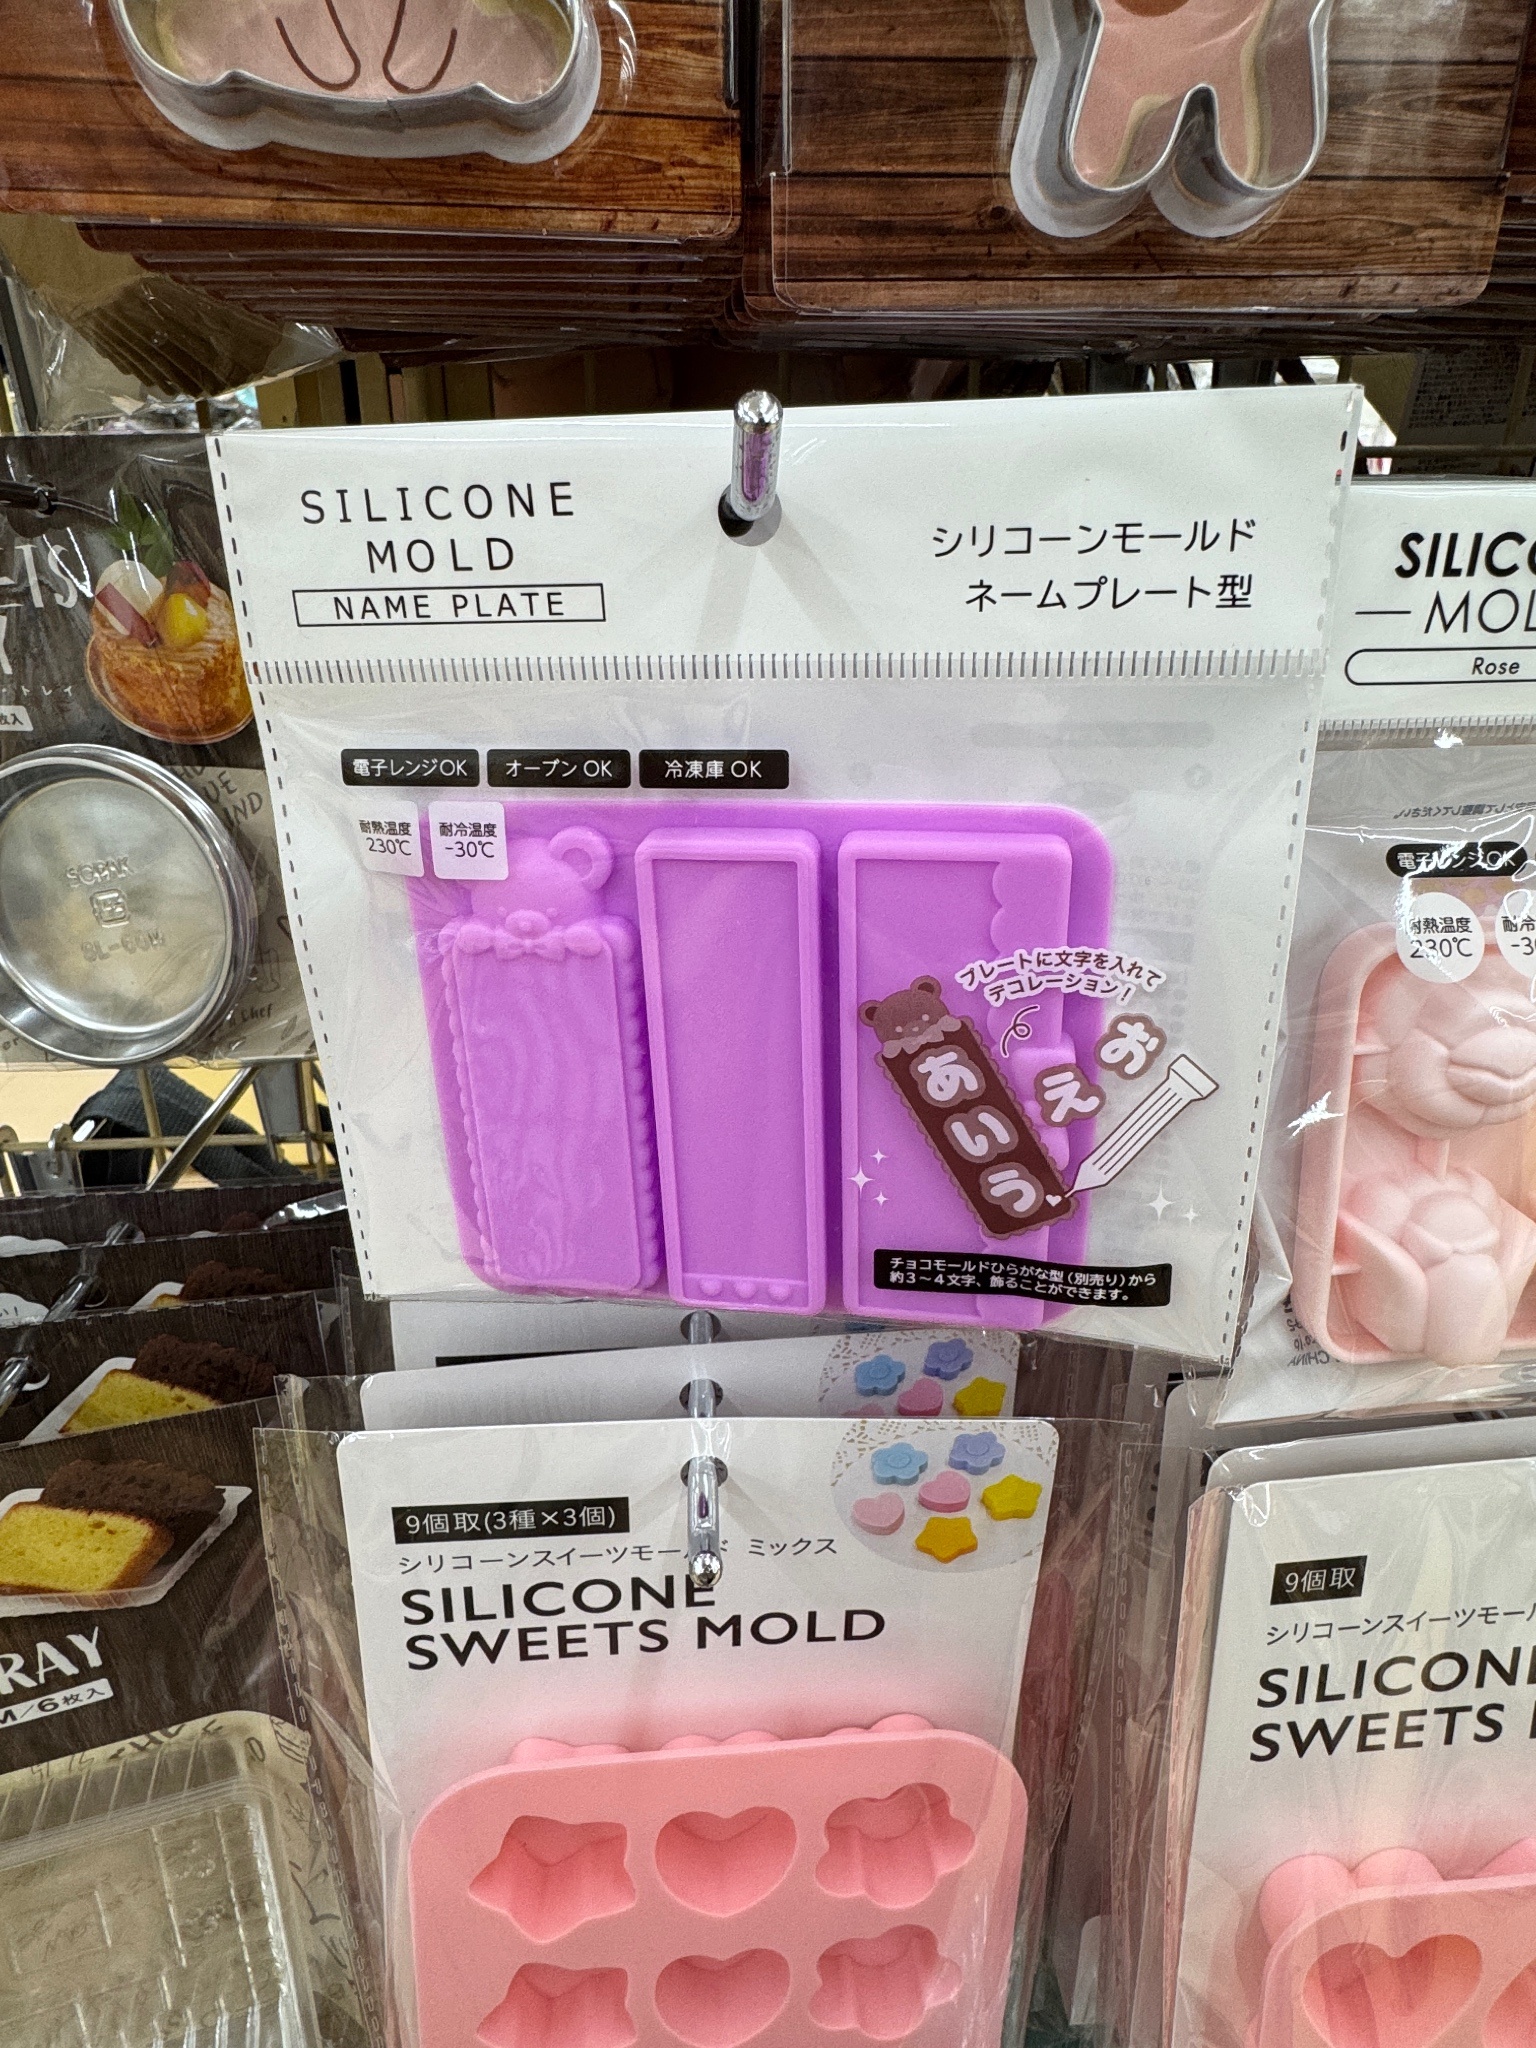 SILICONE
MOLD
NAME PLATE
シリコーンモールド
ネームプレート型
電子レンジOK
オーブン OK
冷凍庫 OK
耐熱温度
230℃
耐冷温度
-30℃
プレートに文字を入れて
デコレーション!
あいう
えお
チョコモールドひらがな型(別売り)から
約3~4文字、飾ることができます。
MOL
Rose
電子レンジOK
耐熱温度
230℃
9個取(3種×3個)
シリコーンスイーツモールド ミックス
SILICONE
SWEETS MOLD
9個取
シリコーンスイーツモー
SILICON
SWEETS
RAY
M/6枚入